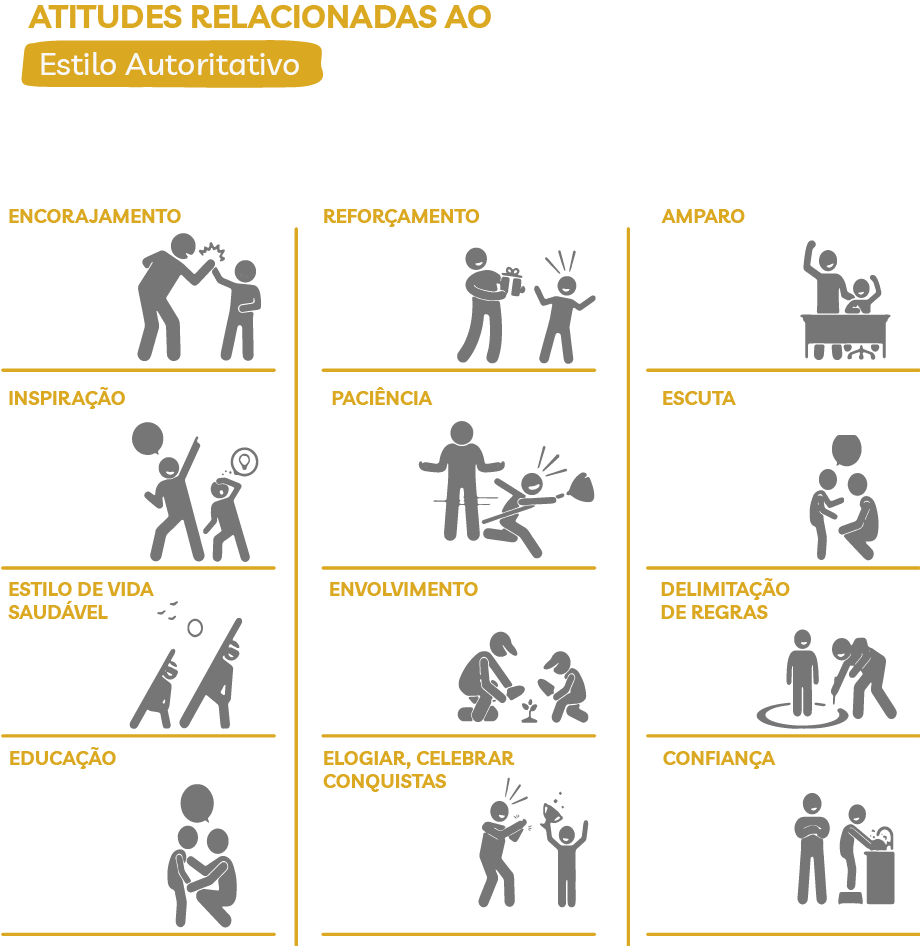 ATITUDES RELACIONADAS AO
Estilo Autoritativo
ENCORAJAMENTO
REFORÇAMENTO
AMPARO
INSPIRAÇÃO
PACIÊNCIA
ESCUTA
ESTILO DE VIDA
SAUDÁVEL
ENVOLVIMENTO
DELIMITAÇÃO
DE REGRAS
EDUCAÇÃO
ELOGIAR, CELEBRAR
CONQUISTAS
CONFIANÇA